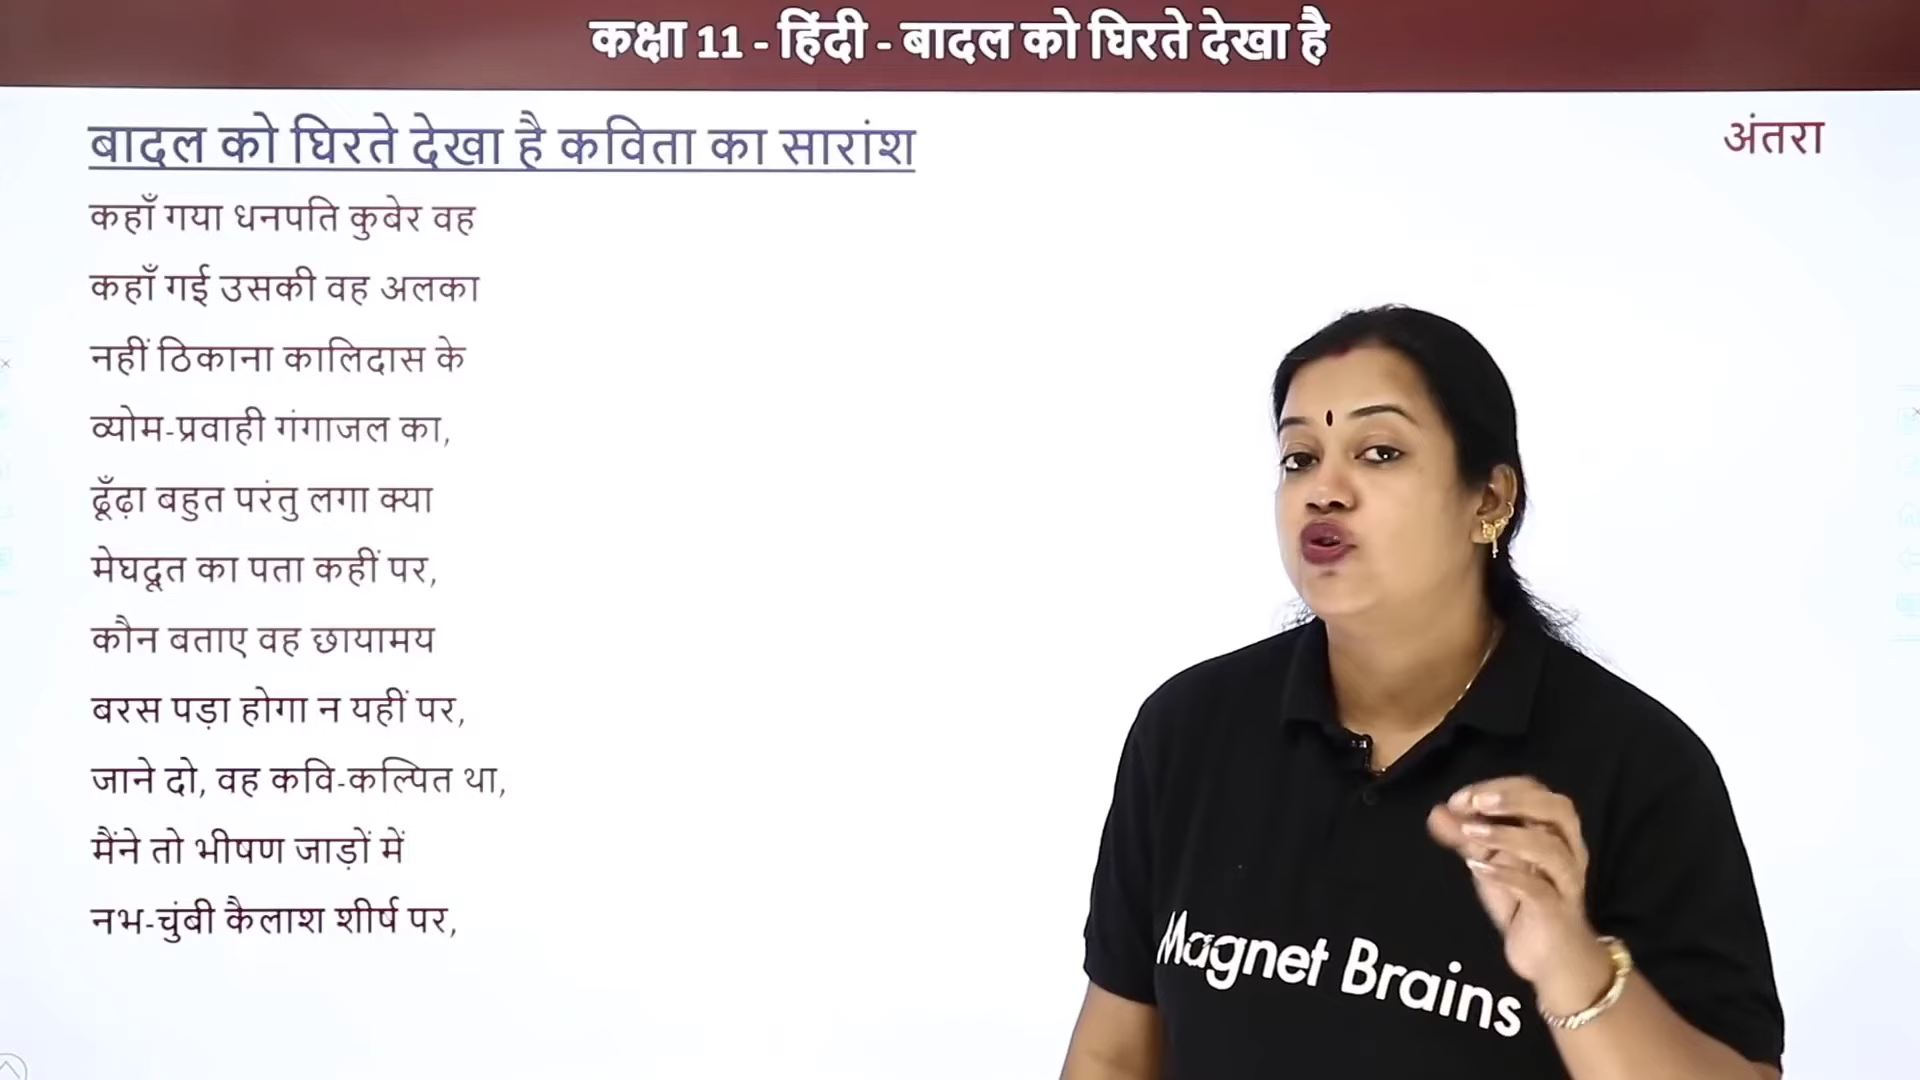 कक्षा 11 - हिंदी - बादल को घिरते देखा है
बादल को घिरते देखा है कविता का सारांश
अंतरा
कहाँ गया धनपति कुबेर वह
कहाँ गई उसकी वह अलका
नहीं ठिकाना कालिदास के
व्योम-प्रवाही गंगाजल का,
ढूँढ़ा बहुत परंतु लगा क्या
मेघदूत का पता कहीं पर,
कौन बताए वह छायामय
बरस पड़ा होगा न यहीं पर,
जाने दो, वह कवि-कल्पित था,
मैंने तो भीषण जाड़ों में
नभ-चुंबी कैलाश शीर्ष पर,
Magnet Brains